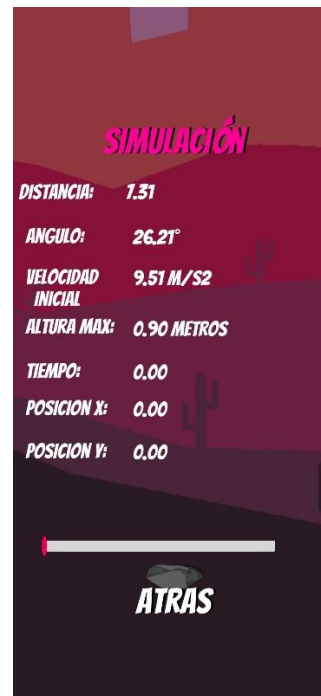 SIMULACIÓN
DISTANCIA: 7.31
ANGULO: 26.21°
VELOCIDAD INICIAL 9.51 M/S2
ALTURA MAX: 0.90 METROS
TIEMPO: 0.00
POSICION X: 0.00
POSICION Y: 0.00
ATRAS